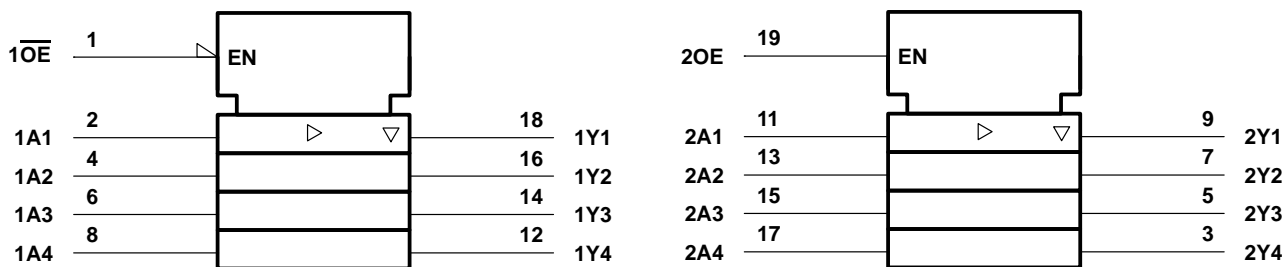 1 19
1O̅E̅ EN 2OE EN
2 18 11 9
1A1 1Y1 2A1 2Y1
4 16 13 7
1A2 1Y2 2A2 2Y2
6 14 15 5
1A3 1Y3 2A3 2Y3
8 12 17 3
1A4 1Y4 2A4 2Y4